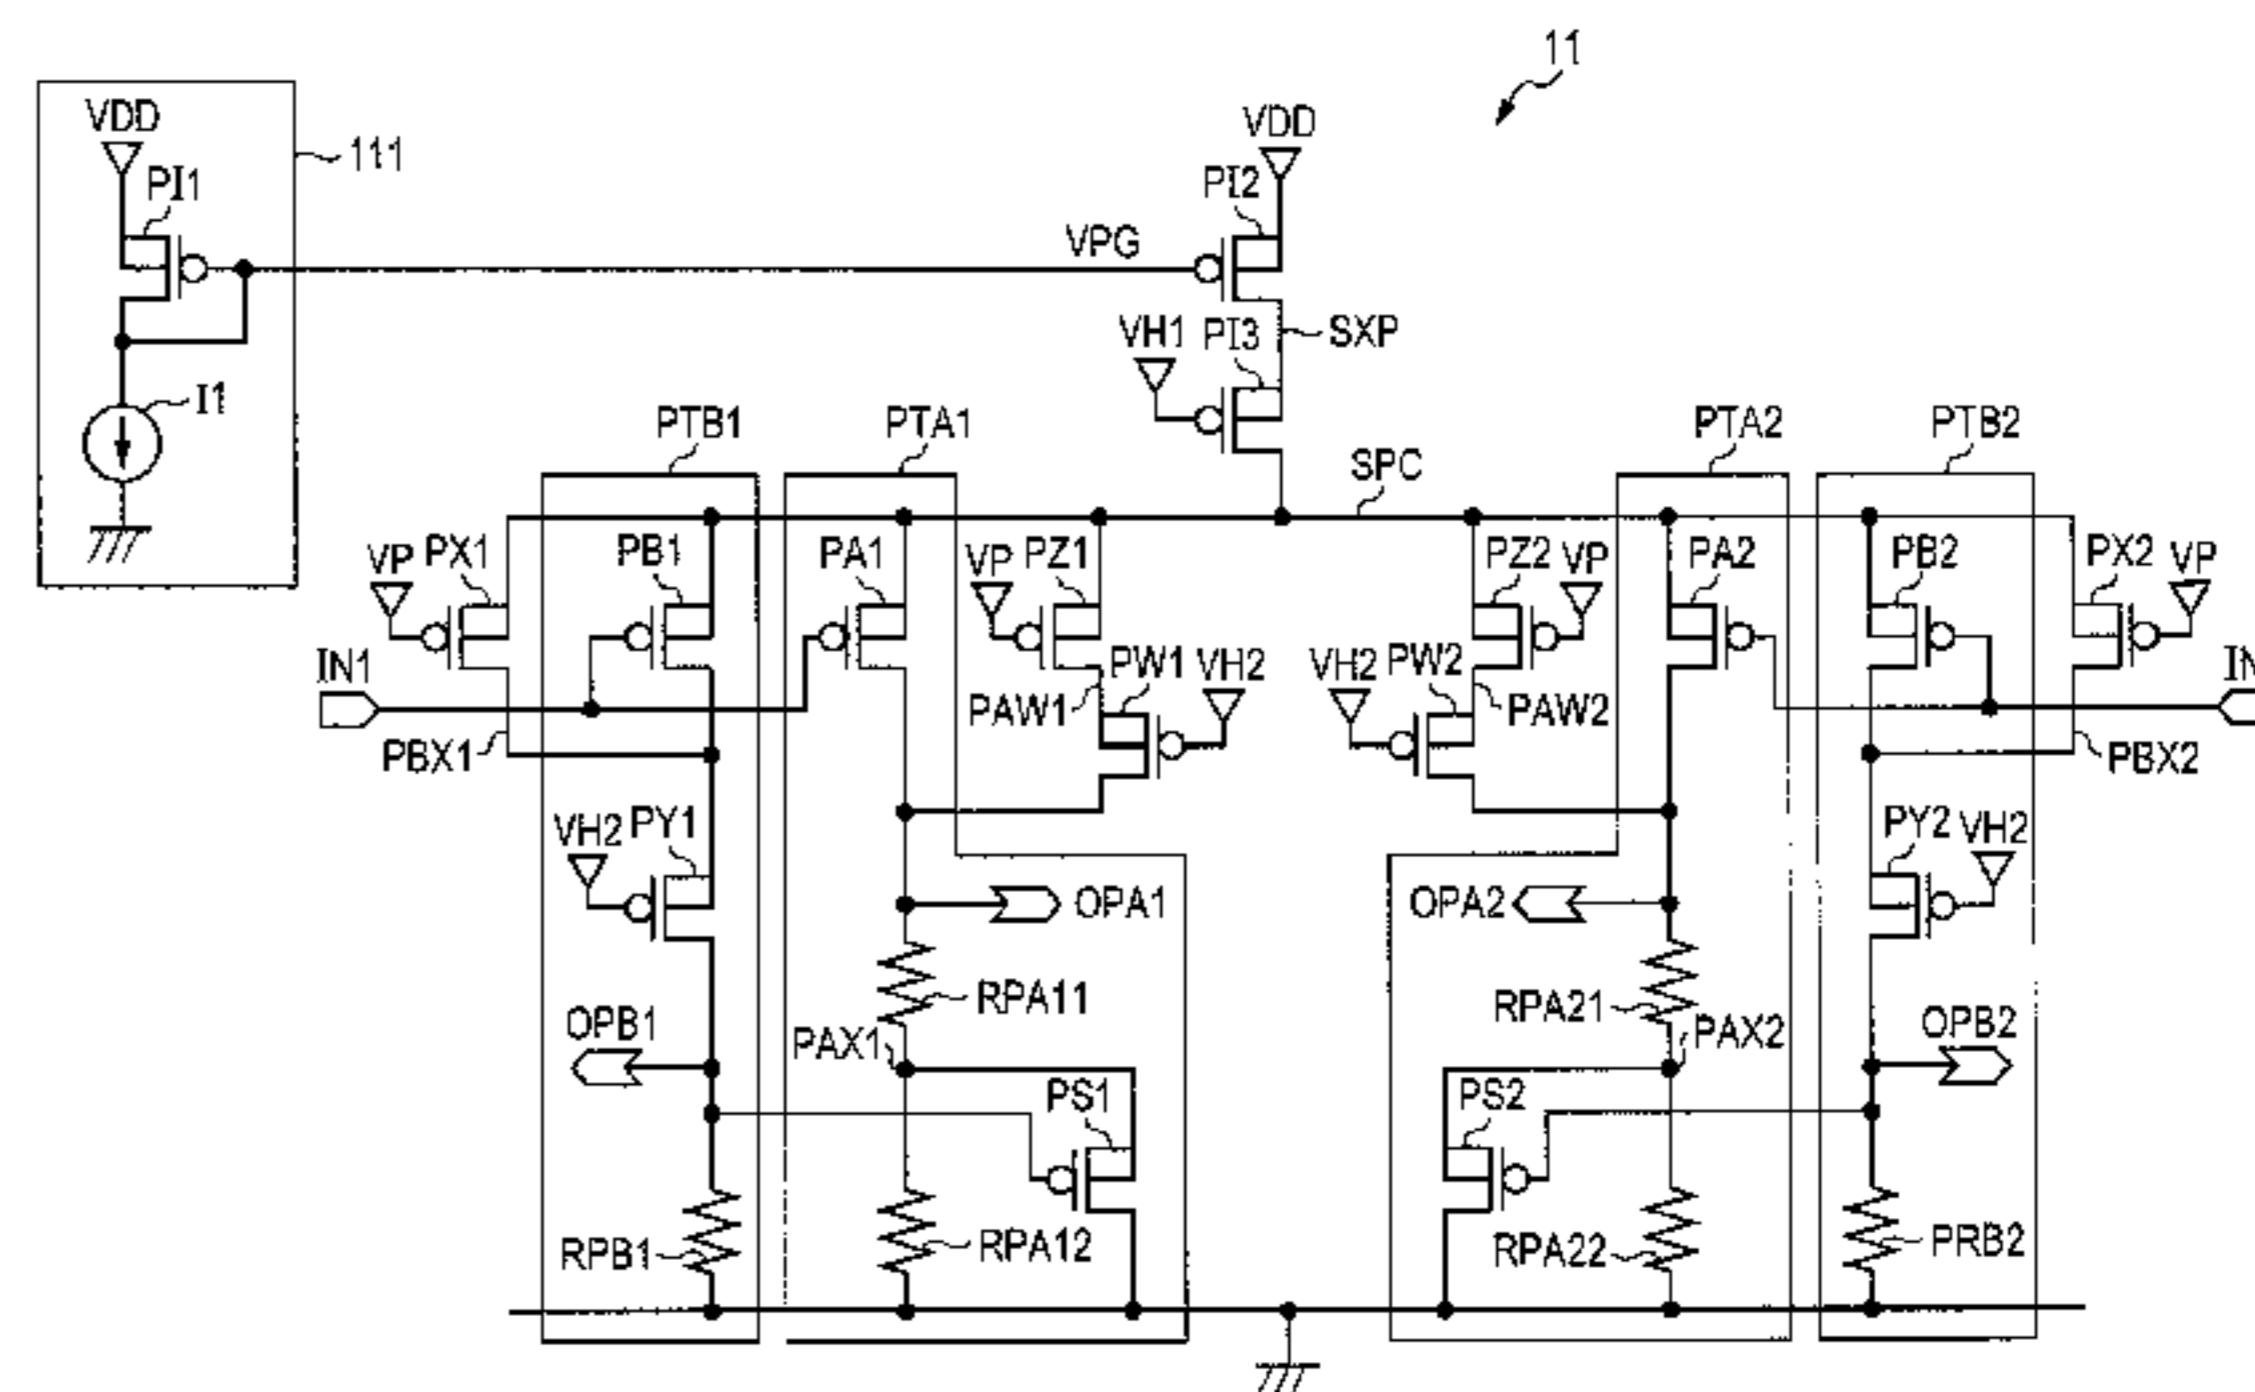 11
VDD
111
PI1
VDD
PI2
VPG
VH1
PI3
SXP
I1
PTB1
PTA1
PTA2
PTB2
SPC
VP
PX1
PB1
PA1
VP
PZ1
PZ2
VP
PA2
PB2
PX2
VP
IN1
PW1
VH2
VH2
PW2
IN
PBX1
PAW1
PAW2
PBX2
VH2
PY1
PY2
VH2
OPA1
OPA2
RPA11
RPA21
OPB1
PAX1
PAX2
OPB2
PS1
PS2
RPB1
RPA12
RPA22
PRB2